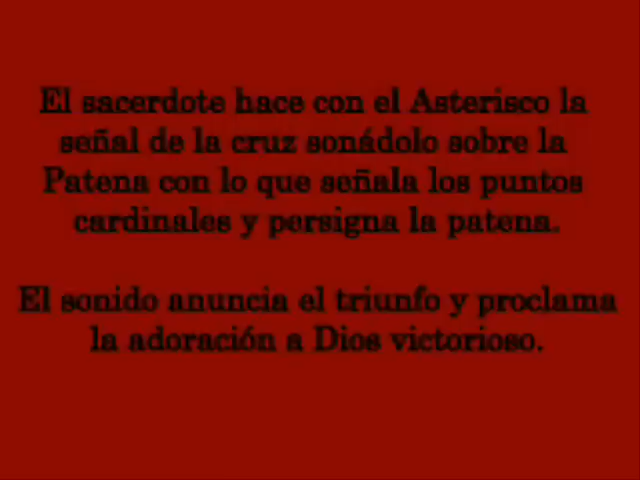 El sacerdote hace con el Asterisco la
señal de la cruz sonádolo sobre la
Patena con lo que señala los puntos
cardinales y persigna la patena.
El sonido anuncia el triunfo y proclama
la adoración a Dios victorioso.